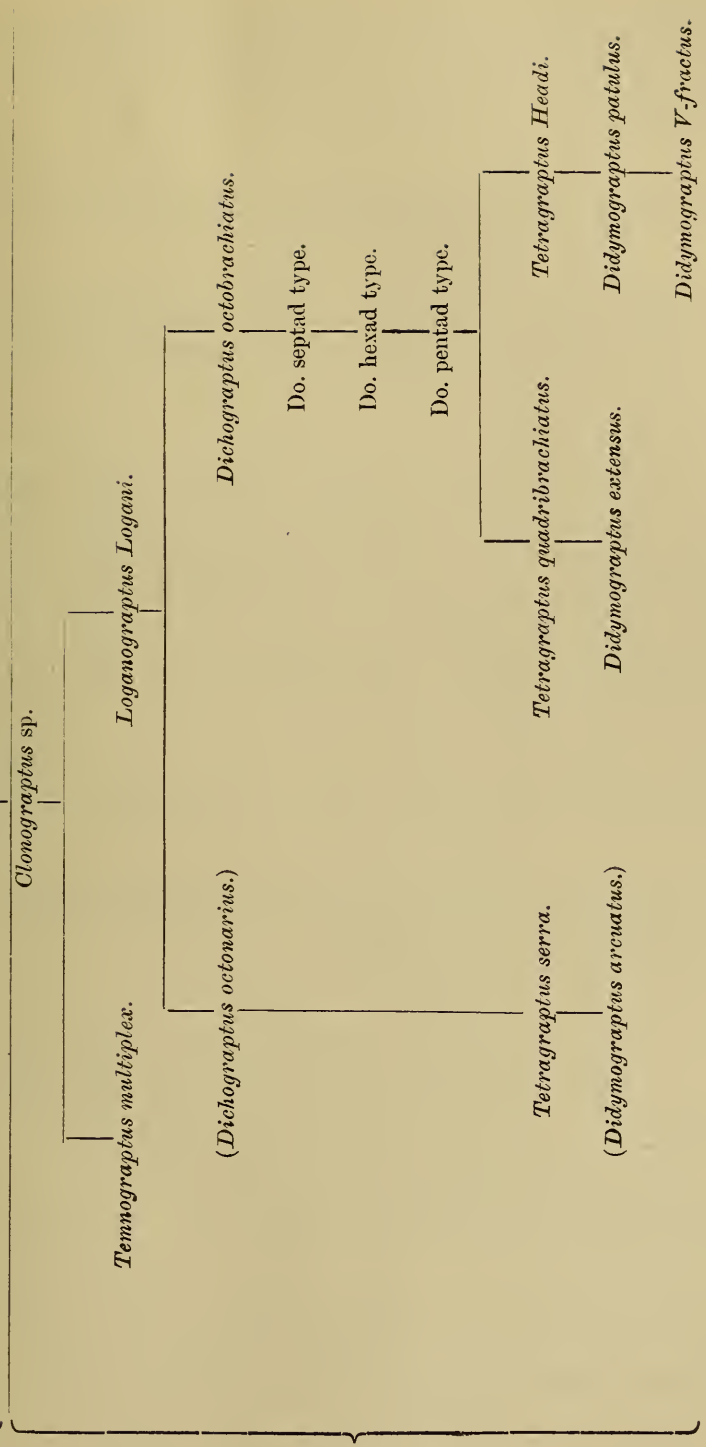 Clonograptus sp.
Temnograptus multiplex.
Loganograptus Logani.
(Dichograptus octonarius.)
Dichograptus octobrachiatus.
Do. septad type.
Do. hexad type.
Do. pentad type.
Tetragraptus serra.
Tetragraptus quadribrachiatus.
Tetragraptus Headi.
(Didymograptus arcuatus.)
Didymograptus extensus.
Didymograptus patulus.
Didymograptus V-fractus.